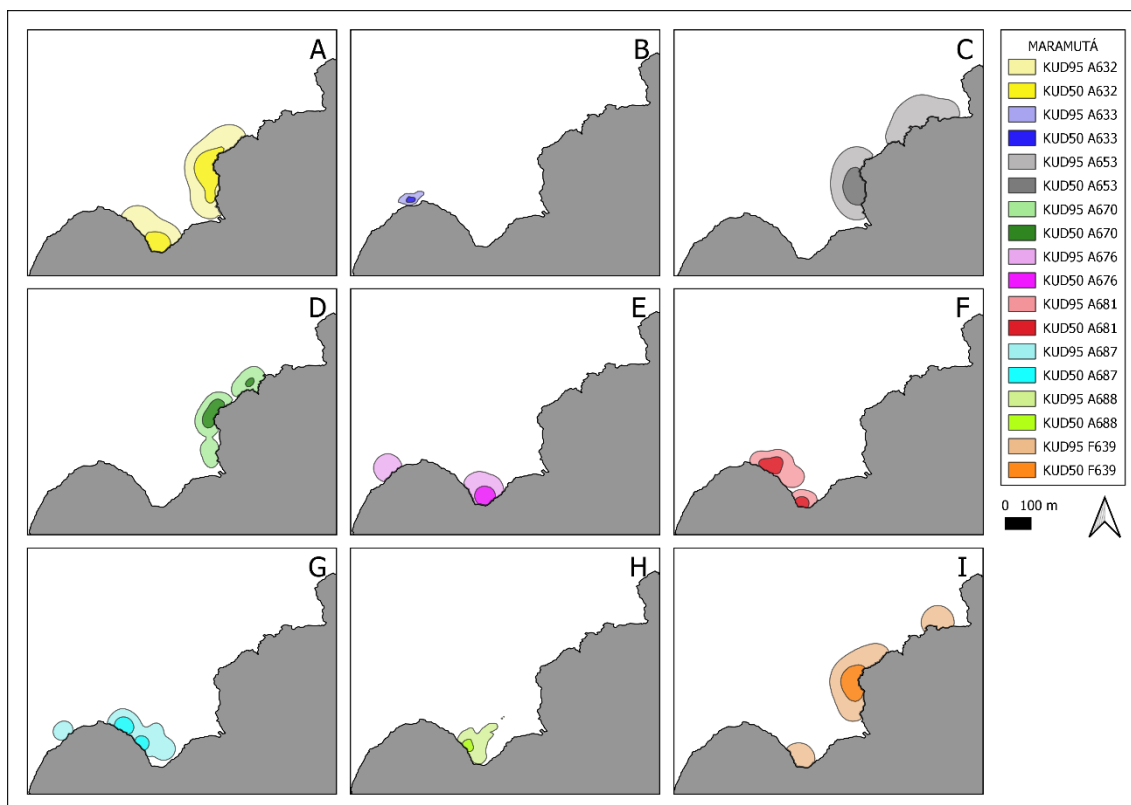 A
B
C
MARAMUTÁ
KUD95 A632
KUD50 A632
KUD95 A633
KUD50 A633
KUD95 A653
KUD50 A653
KUD95 A670
KUD50 A670
KUD95 A676
KUD50 A676
KUD95 A681
KUD50 A681
KUD95 A687
KUD50 A687
KUD95 A688
KUD50 A688
KUD95 F639
KUD50 F639
0 100 m
D
E
F
G
H
I